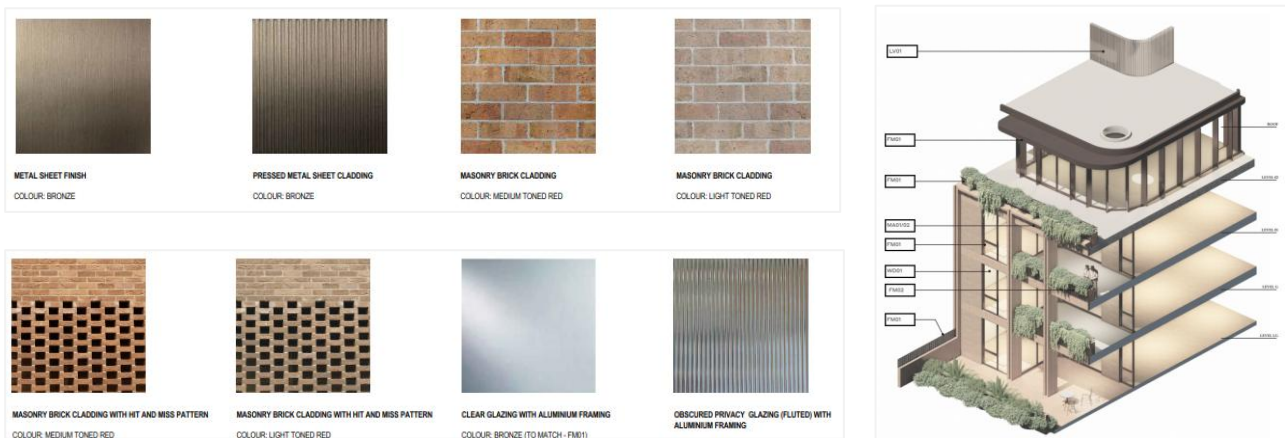 METAL SHEET FINISH
COLOUR: BRONZE
PRESSED METAL SHEET CLADDING
COLOUR: BRONZE
MASONRY BRICK CLADDING
COLOUR: MEDIUM TONED RED
MASONRY BRICK CLADDING
COLOUR: LIGHT TONED RED
MASONRY BRICK CLADDING WITH HIT AND MISS PATTERN
COLOUR: MEDIUM TONED RED
MASONRY BRICK CLADDING WITH HIT AND MISS PATTERN
COLOUR: LIGHT TONED RED
CLEAR GLAZING WITH ALUMINIUM FRAMING
COLOUR: BRONZE (TO MATCH - FM01)
OBSCURED PRIVACY GLAZING (FLUTED) WITH
ALUMINIUM FRAMING
LV01
FM01
FM01
MA01/02
FM01
WD01
FM02
FM01